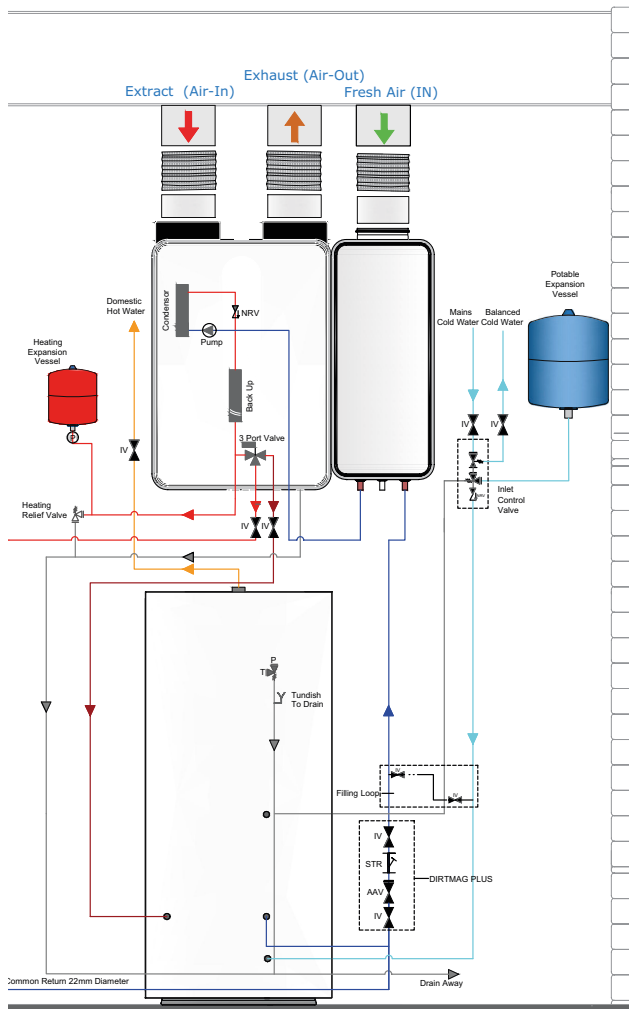 Exhaust (Air-Out)
Extract (Air-In)
Fresh Air (IN)
Potable Expansion
Vessel
Domestic
Hot Water
Condensor
NRV
Pump
Mains
Cold Water
Balanced
Cold Water
Heating
Expansion
Vessel
P
Back Up
3 Port Valve
IV
IV
IV
NRV
Inlet
Control
Valve
Heating
Relief Valve
IV
IV
P
T
Tundish
To Drain
IV
IV
Filling Loop
IV
STR
DIRTMAG PLUS
AAV
IV
Common Return 22mm Diameter
Drain Away